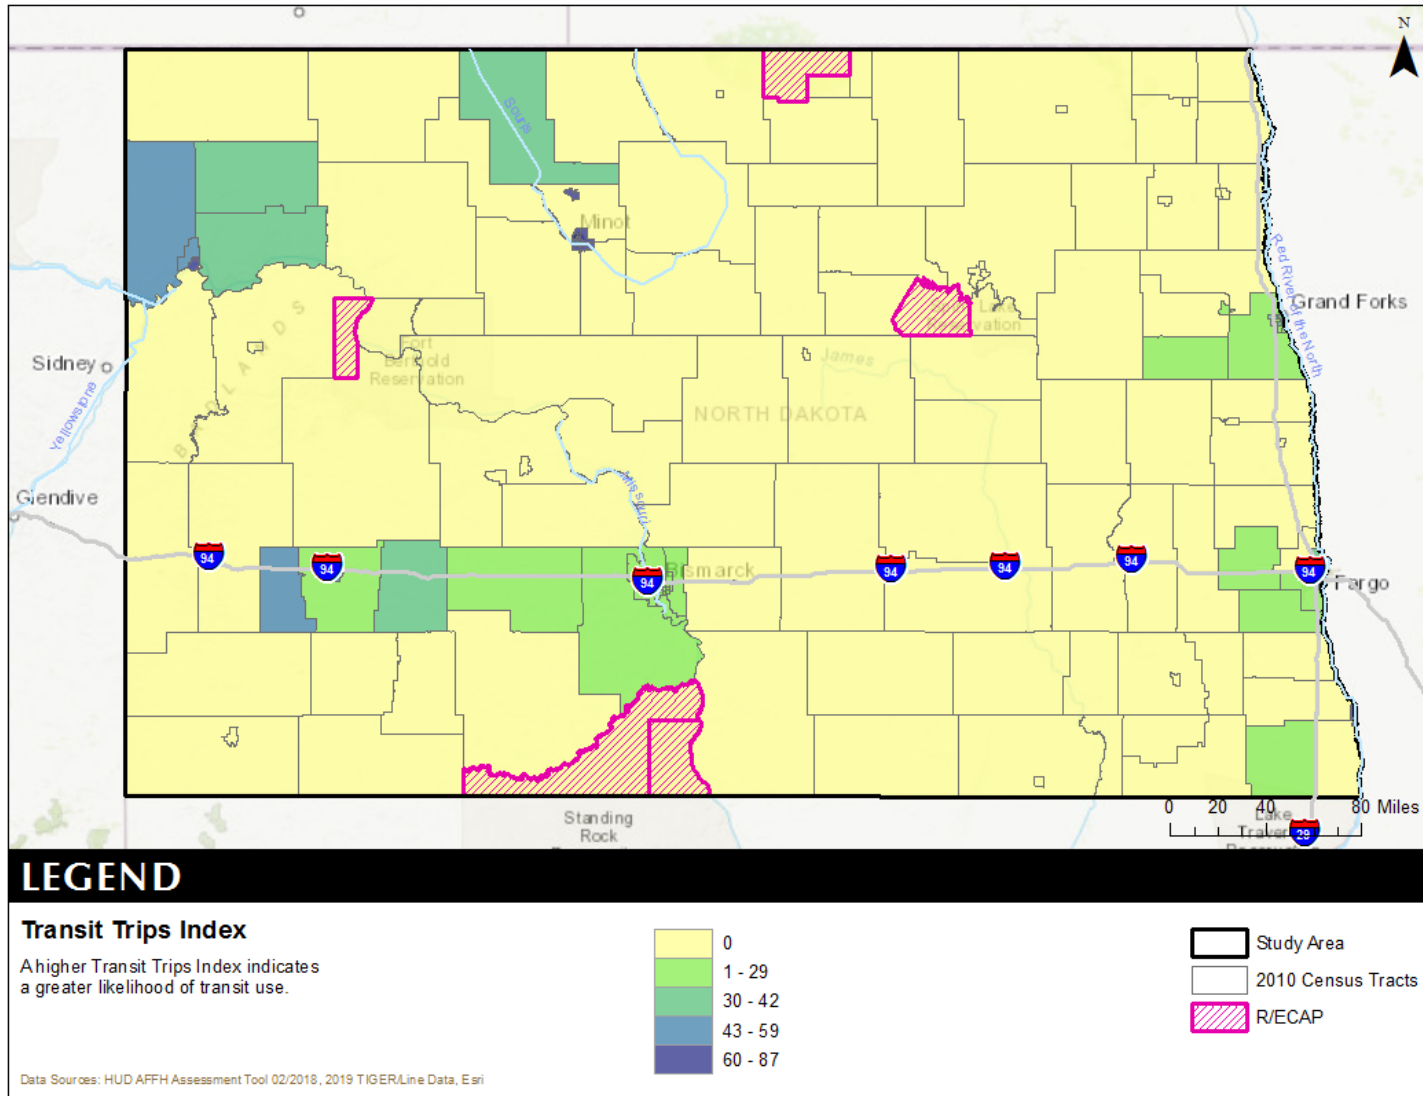 N
Souris
Minot
Red River of the North
Grand Forks
Sidney
BADLANDS
Fort
Berthold
Reservation
Lake
James
Yellowstone
NORTH DAKOTA
Glendive
Missouri
94
94
94
94
94
94
94
Bismarck
Fargo
Standing
Rock
0 20 40 80 Miles
Lake
29
LEGEND
Transit Trips Index
A higher Transit Trips Index indicates
a greater likelihood of transit use.
0
1 - 29
30 - 42
43 - 59
60 - 87
Study Area
2010 Census Tracts
R/ECAP
Data Sources: HUD AFFH Assessment Tool 02/2018, 2019 TIGER/Line Data, Esri